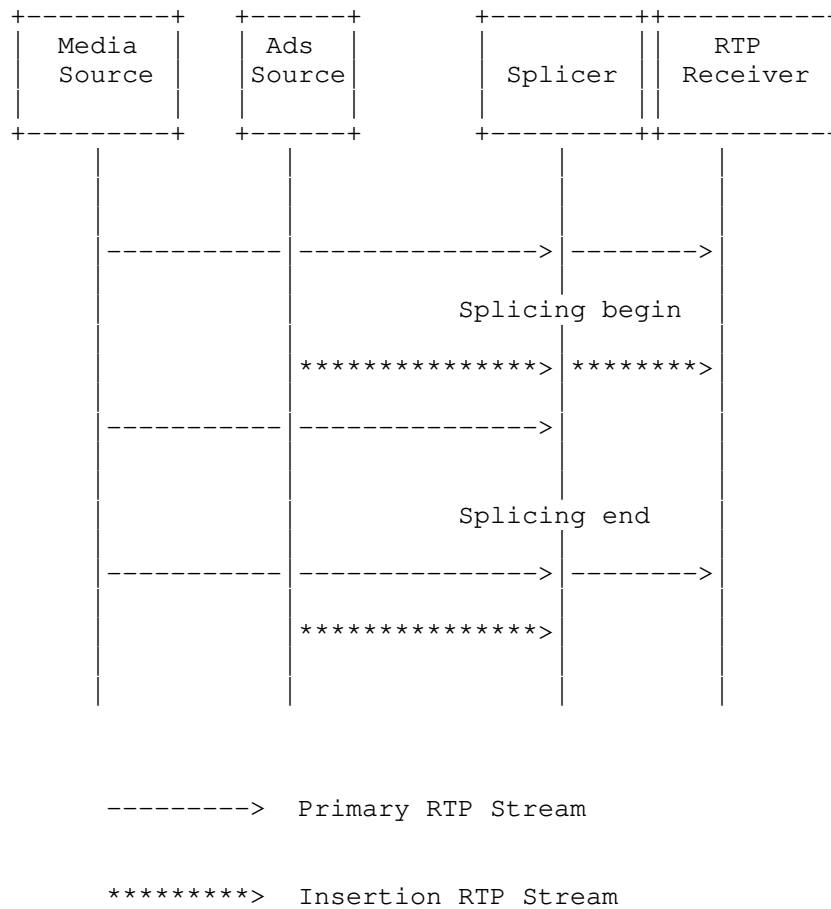 Media Ads RTP
Source Source Splicer Receiver
Splicing begin
Splicing end
---------> Primary RTP Stream
*********> Insertion RTP Stream